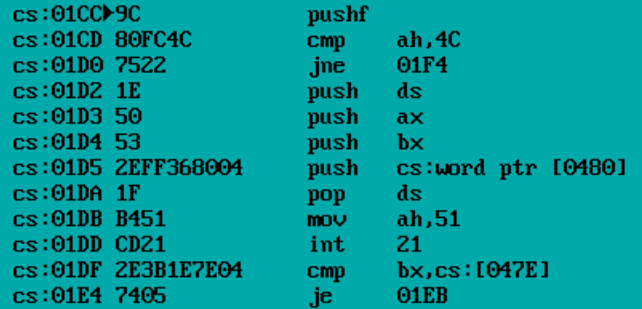 cs:01CC►9C pushf
cs:01CD 80FC4C cmp ah,4C
cs:01D0 7522 jne 01F4
cs:01D2 1E push ds
cs:01D3 50 push ax
cs:01D4 53 push bx
cs:01D5 2EFF368004 push cs:word ptr [0480]
cs:01DA 1F pop ds
cs:01DB B451 mov ah,51
cs:01DD CD21 int 21
cs:01DF 2E3B1E7E04 cmp bx,cs:[047E]
cs:01E4 7405 je 01EB